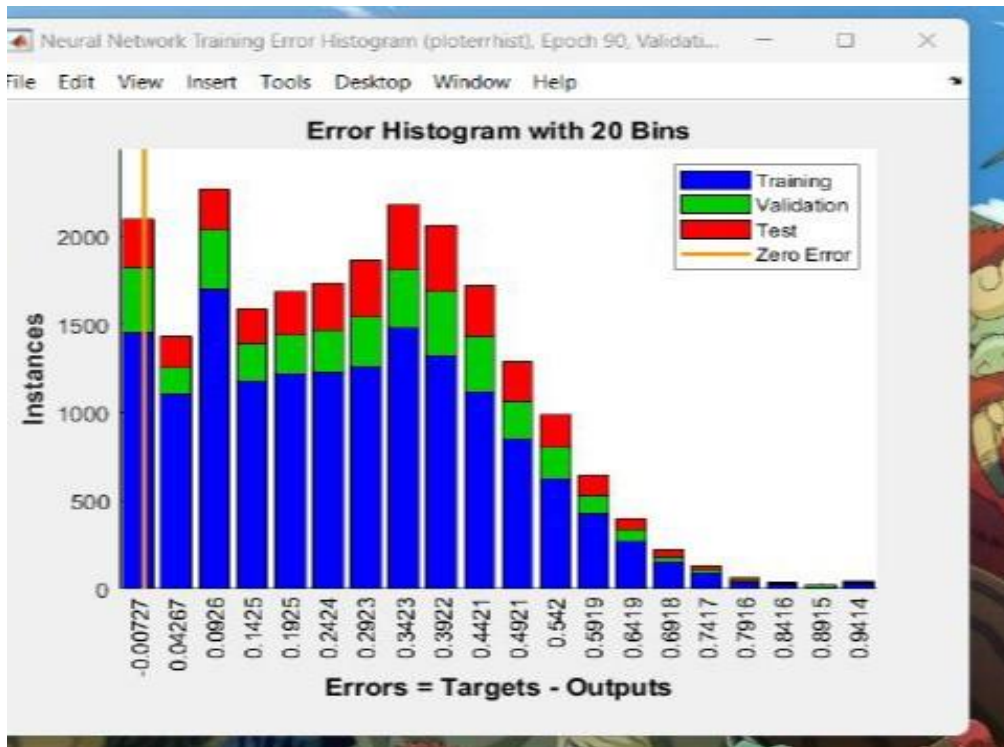 Neural Network Training Error Histogram (ploterrhist), Epoch 90, Validati...
File Edit View Insert Tools Desktop Window Help
Error Histogram with 20 Bins
Training
Validation
Test
Zero Error
Instances
2000
1500
1000
500
0
-0.00727
0.04267
0.0926
0.1425
0.1925
0.2424
0.2923
0.3423
0.3922
0.4421
0.4921
0.542
0.5919
0.6419
0.6918
0.7417
0.7916
0.8416
0.8915
0.9414
Errors = Targets - Outputs